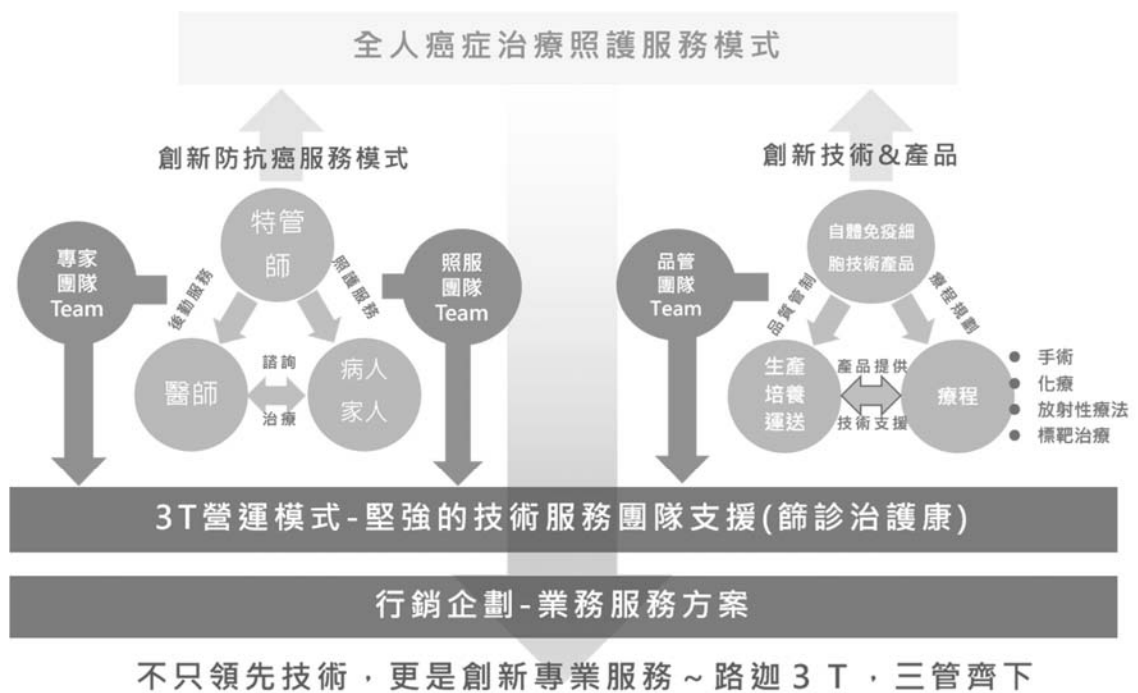 全人癌症治療照護服務模式
創新防抗癌服務模式
創新技術&產品
特管
師
專家
團隊
Team
照服
團隊
Team
後勤服務
照護服務
醫師
諮詢
治療
病人
家人
自體免疫細
胞技術產品
品管
團隊
Team
品質管制
療程規劃
生產
培養
運送
產品提供
技術支援
療程
手術
化療
放射性療法
標靶治療
3T營運模式-堅強的技術服務團隊支援(篩診治護康)
行銷企劃-業務服務方案
不只領先技術，更是創新專業服務~路迦3T，三管齊下